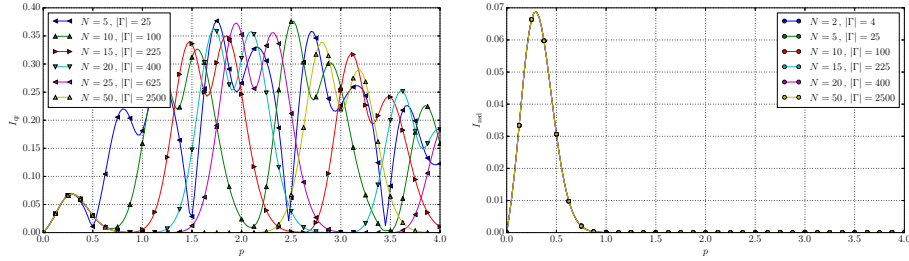 0.40
0.35
0.30
0.25
0.20
0.15
0.10
0.05
0.00
0.0 0.5 1.0 1.5 2.0 2.5 3.0 3.5 4.0
p
N = 5 , |Γ| = 25
N = 10 , |Γ| = 100
N = 15 , |Γ| = 225
N = 20 , |Γ| = 400
N = 25 , |Γ| = 625
N = 50 , |Γ| = 2500
0.07
0.06
0.05
0.04
0.03
0.02
0.01
0.00
0.0 0.5 1.0 1.5 2.0 2.5 3.0 3.5 4.0
p
N = 2 , |Γ| = 4
N = 5 , |Γ| = 25
N = 10 , |Γ| = 100
N = 15 , |Γ| = 225
N = 20 , |Γ| = 400
N = 50 , |Γ| = 2500